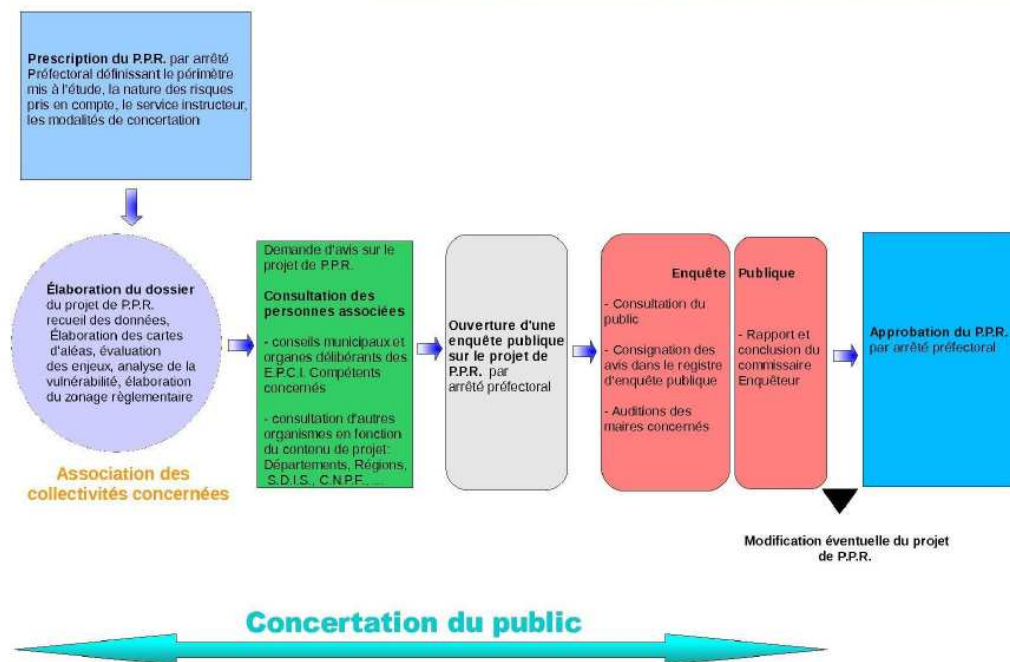 Prescription du P.P.R. par arrêté
Préfectoral définissant le périmètre
mis à l'étude, la nature des risques
pris en compte, le service instructeur,
les modalités de concertation
Élaboration du dossier
du projet de P.P.R.
recueil des données,
Élaboration des cartes
d'aléas, évaluation
des enjeux, analyse de la
vulnérabilité, élaboration
du zonage règlementaire
Association des
collectivités concernées
Demande d'avis sur le
projet de P.P.R.
Consultation des
personnes associées
- conseils municipaux et
organes délibérants des
E.P.C.I. Compétents
concernés
- consultation d'autres
organismes en fonction
du contenu de projet:
Départements, Régions,
S.D.I.S., C.N.P.F., ...
Ouverture d'une
enquête publique
sur le projet de
P.P.R. par
arrêté préfectoral
Enquête
- Consultation du
public
- Consignation des
avis dans le registre
d'enquête publique
- Auditions des
maires concernés
Publique
- Rapport et
conclusion du
commissaire
Enquêteur
Approbation du P.P.R.
par arrêté préfectoral
Modification éventuelle du projet
de P.P.R.
Concertation du public